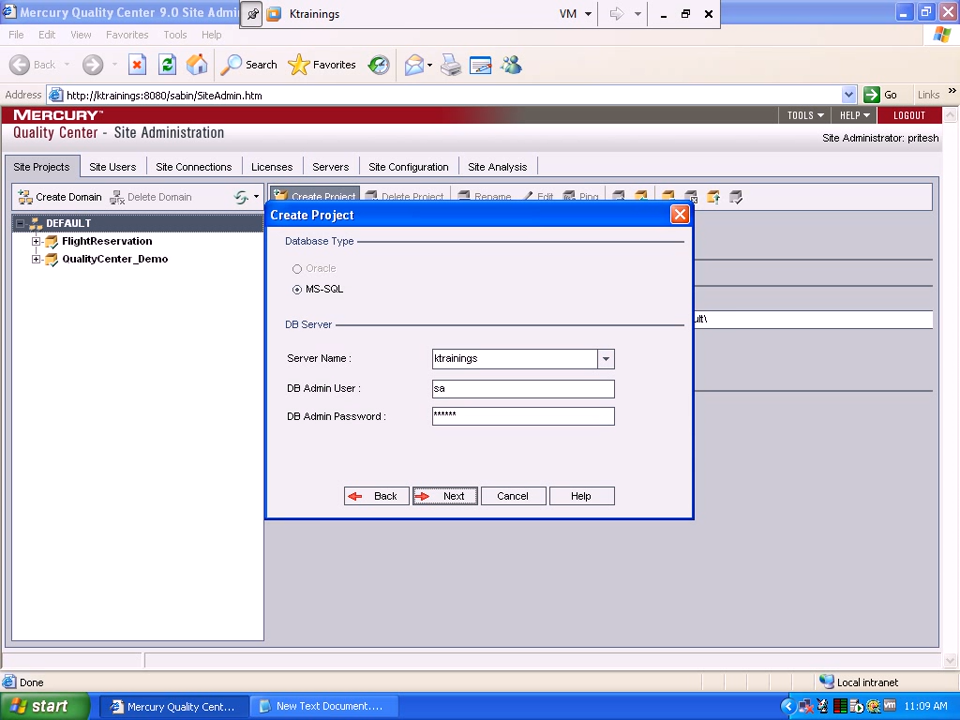 Mercury Quality Center 9.0 Site Admi
Ktrainings
VM
File Edit View Favorites Tools Help
Back Search Favorites
Address http://ktrainings:8080/sabin/SiteAdmin.htm Go Links »
MERCURY™ TOOLS HELP LOGOUT
Quality Center - Site Administration
Site Administrator: pritesh
Site Projects Site Users Site Connections Licenses Servers Site Configuration Site Analysis
Create Domain Delete Domain Create Project Delete Project Rename Edit Ping
Create Project
DEFAULT
FlightReservation
QualityCenter_Demo
Database Type
Oracle
MS-SQL
DB Server
ult\
Server Name : ktrainings
DB Admin User : sa
DB Admin Password : ******
Back Next Cancel Help
Done Local intranet
start Mercury Quality Cent... New Text Document.... 11:09 AM